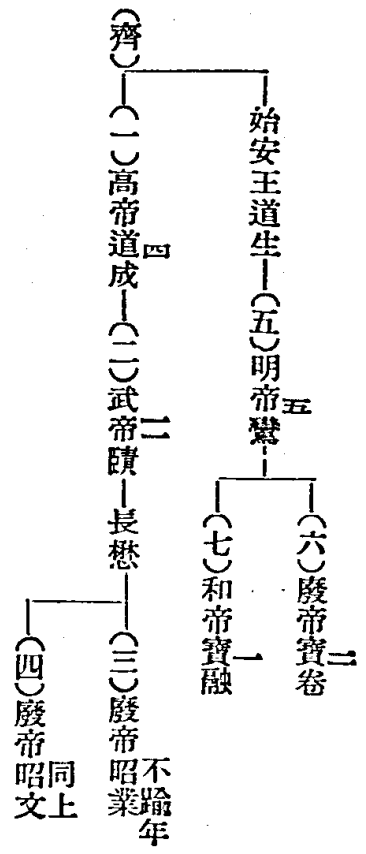 (齊)
始安王道生
(五)明帝鸞
五
(六)廢帝寶卷
二
(七)和帝寶融
一
(一)高帝道成
四
(二)武帝賾
一一
長懋
(三)廢帝昭業
不踰年
(四)廢帝昭文
同上